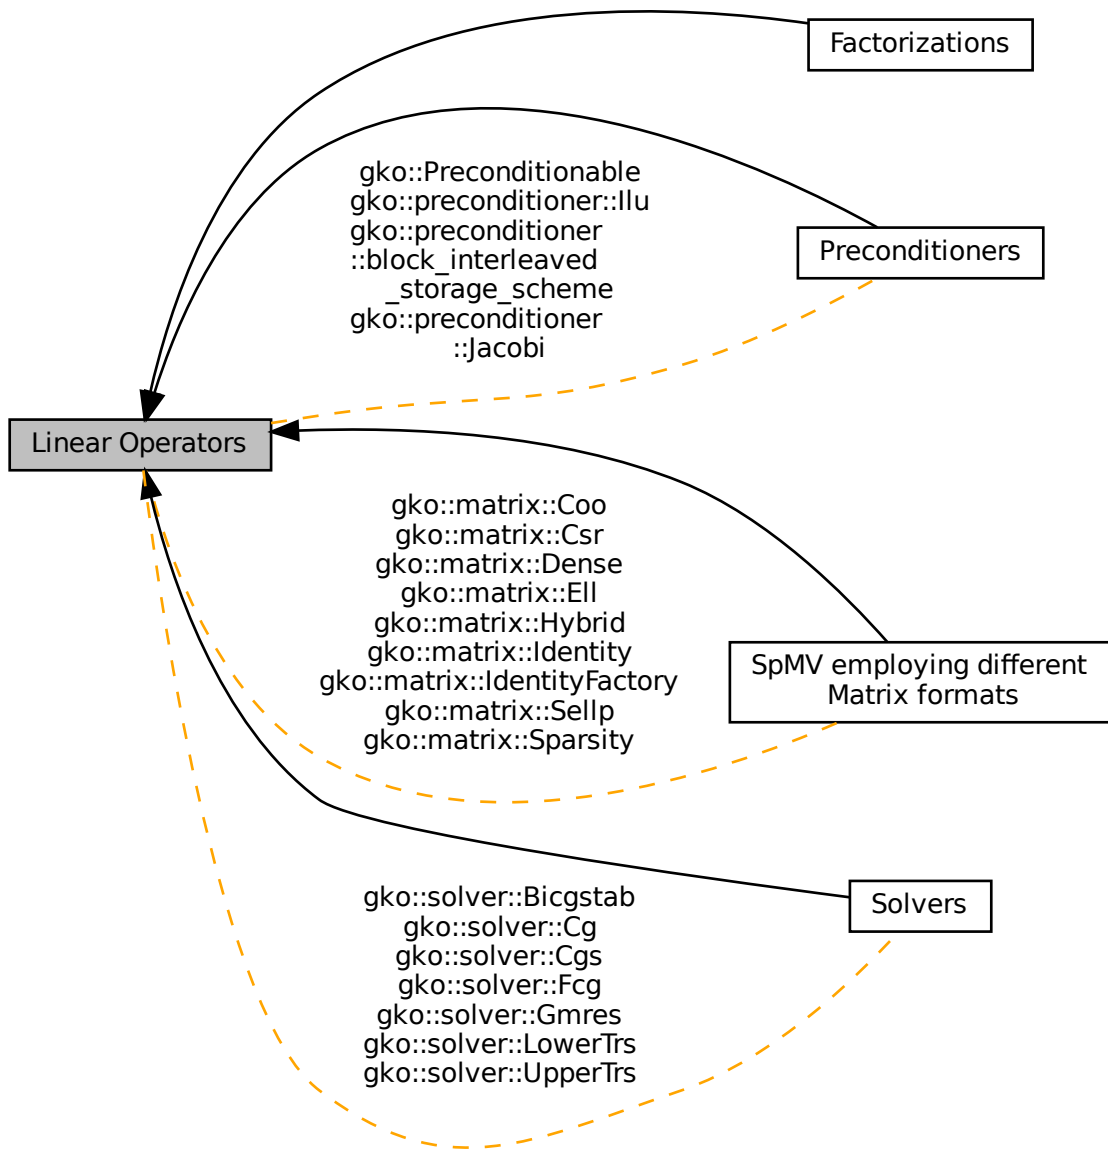 Factorizations
gko::Preconditionable
gko::preconditioner::Ilu
gko::preconditioner
::block_interleaved
_storage_scheme
gko::preconditioner
::Jacobi
Preconditioners
Linear Operators
gko::matrix::Coo
gko::matrix::Csr
gko::matrix::Dense
gko::matrix::Ell
gko::matrix::Hybrid
gko::matrix::Identity
gko::matrix::IdentityFactory
gko::matrix::Sellp
gko::matrix::Sparsity
SpMV employing different
Matrix formats
gko::solver::Bicgstab
gko::solver::Cg
gko::solver::Cgs
gko::solver::Fcg
gko::solver::Gmres
gko::solver::LowerTrs
gko::solver::UpperTrs
Solvers